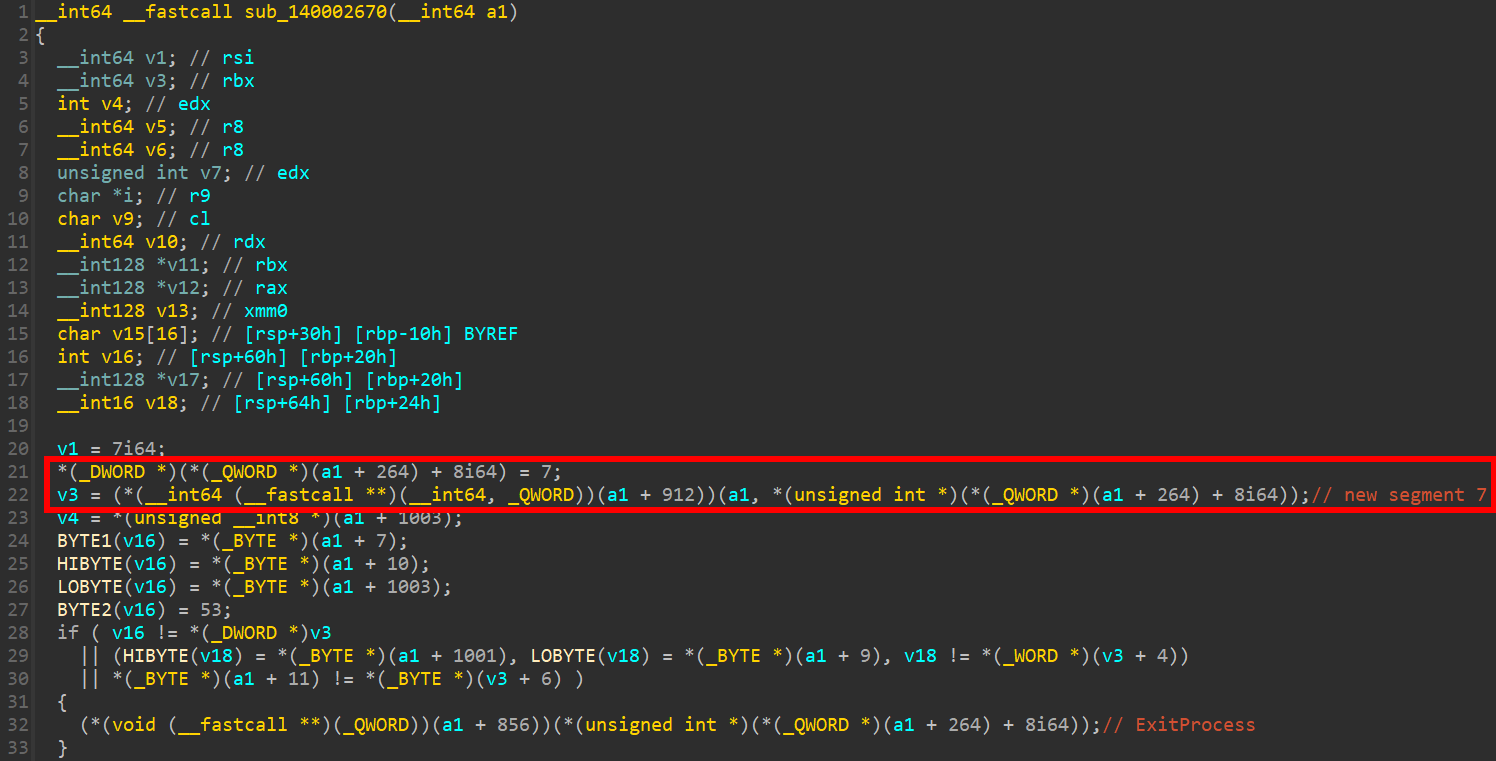 1 __int64 __fastcall sub_140002670(__int64 a1)
2 {
3 __int64 v1; // rsi
4 __int64 v3; // rbx
5 int v4; // edx
6 __int64 v5; // r8
7 __int64 v6; // r8
8 unsigned int v7; // edx
9 char *i; // r9
10 char v9; // cl
11 __int64 v10; // rdx
12 __int128 *v11; // rbx
13 __int128 *v12; // rax
14 __int128 v13; // xmm0
15 char v15[16]; // [rsp+30h] [rbp-10h] BYREF
16 int v16; // [rsp+60h] [rbp+20h]
17 __int128 *v17; // [rsp+60h] [rbp+20h]
18 __int16 v18; // [rsp+64h] [rbp+24h]
19
20 v1 = 7i64;
21 *(_DWORD *)(*(_QWORD *)(a1 + 264) + 8i64) = 7;
22 v3 = (*(__int64 (__fastcall **)(__int64, _QWORD))(a1 + 912))(a1, *(unsigned int *)(*(_QWORD *)(a1 + 264) + 8i64));// new segment 7
23 v4 = *(unsigned __int8 *)(a1 + 1003);
24 BYTE1(v16) = *(_BYTE *)(a1 + 7);
25 HIBYTE(v16) = *(_BYTE *)(a1 + 10);
26 LOBYTE(v16) = *(_BYTE *)(a1 + 1003);
27 BYTE2(v16) = 53;
28 if ( v16 != *(_DWORD *)v3
29 || (HIBYTE(v18) = *(_BYTE *)(a1 + 1001), LOBYTE(v18) = *(_BYTE *)(a1 + 9), v18 != *(_WORD *)(v3 + 4))
30 || *(_BYTE *)(a1 + 11) != *(_BYTE *)(v3 + 6) )
31 {
32 (*(void (__fastcall **)(_QWORD))(a1 + 856))(*(unsigned int *)(*(_QWORD *)(a1 + 264) + 8i64));// ExitProcess
33 }